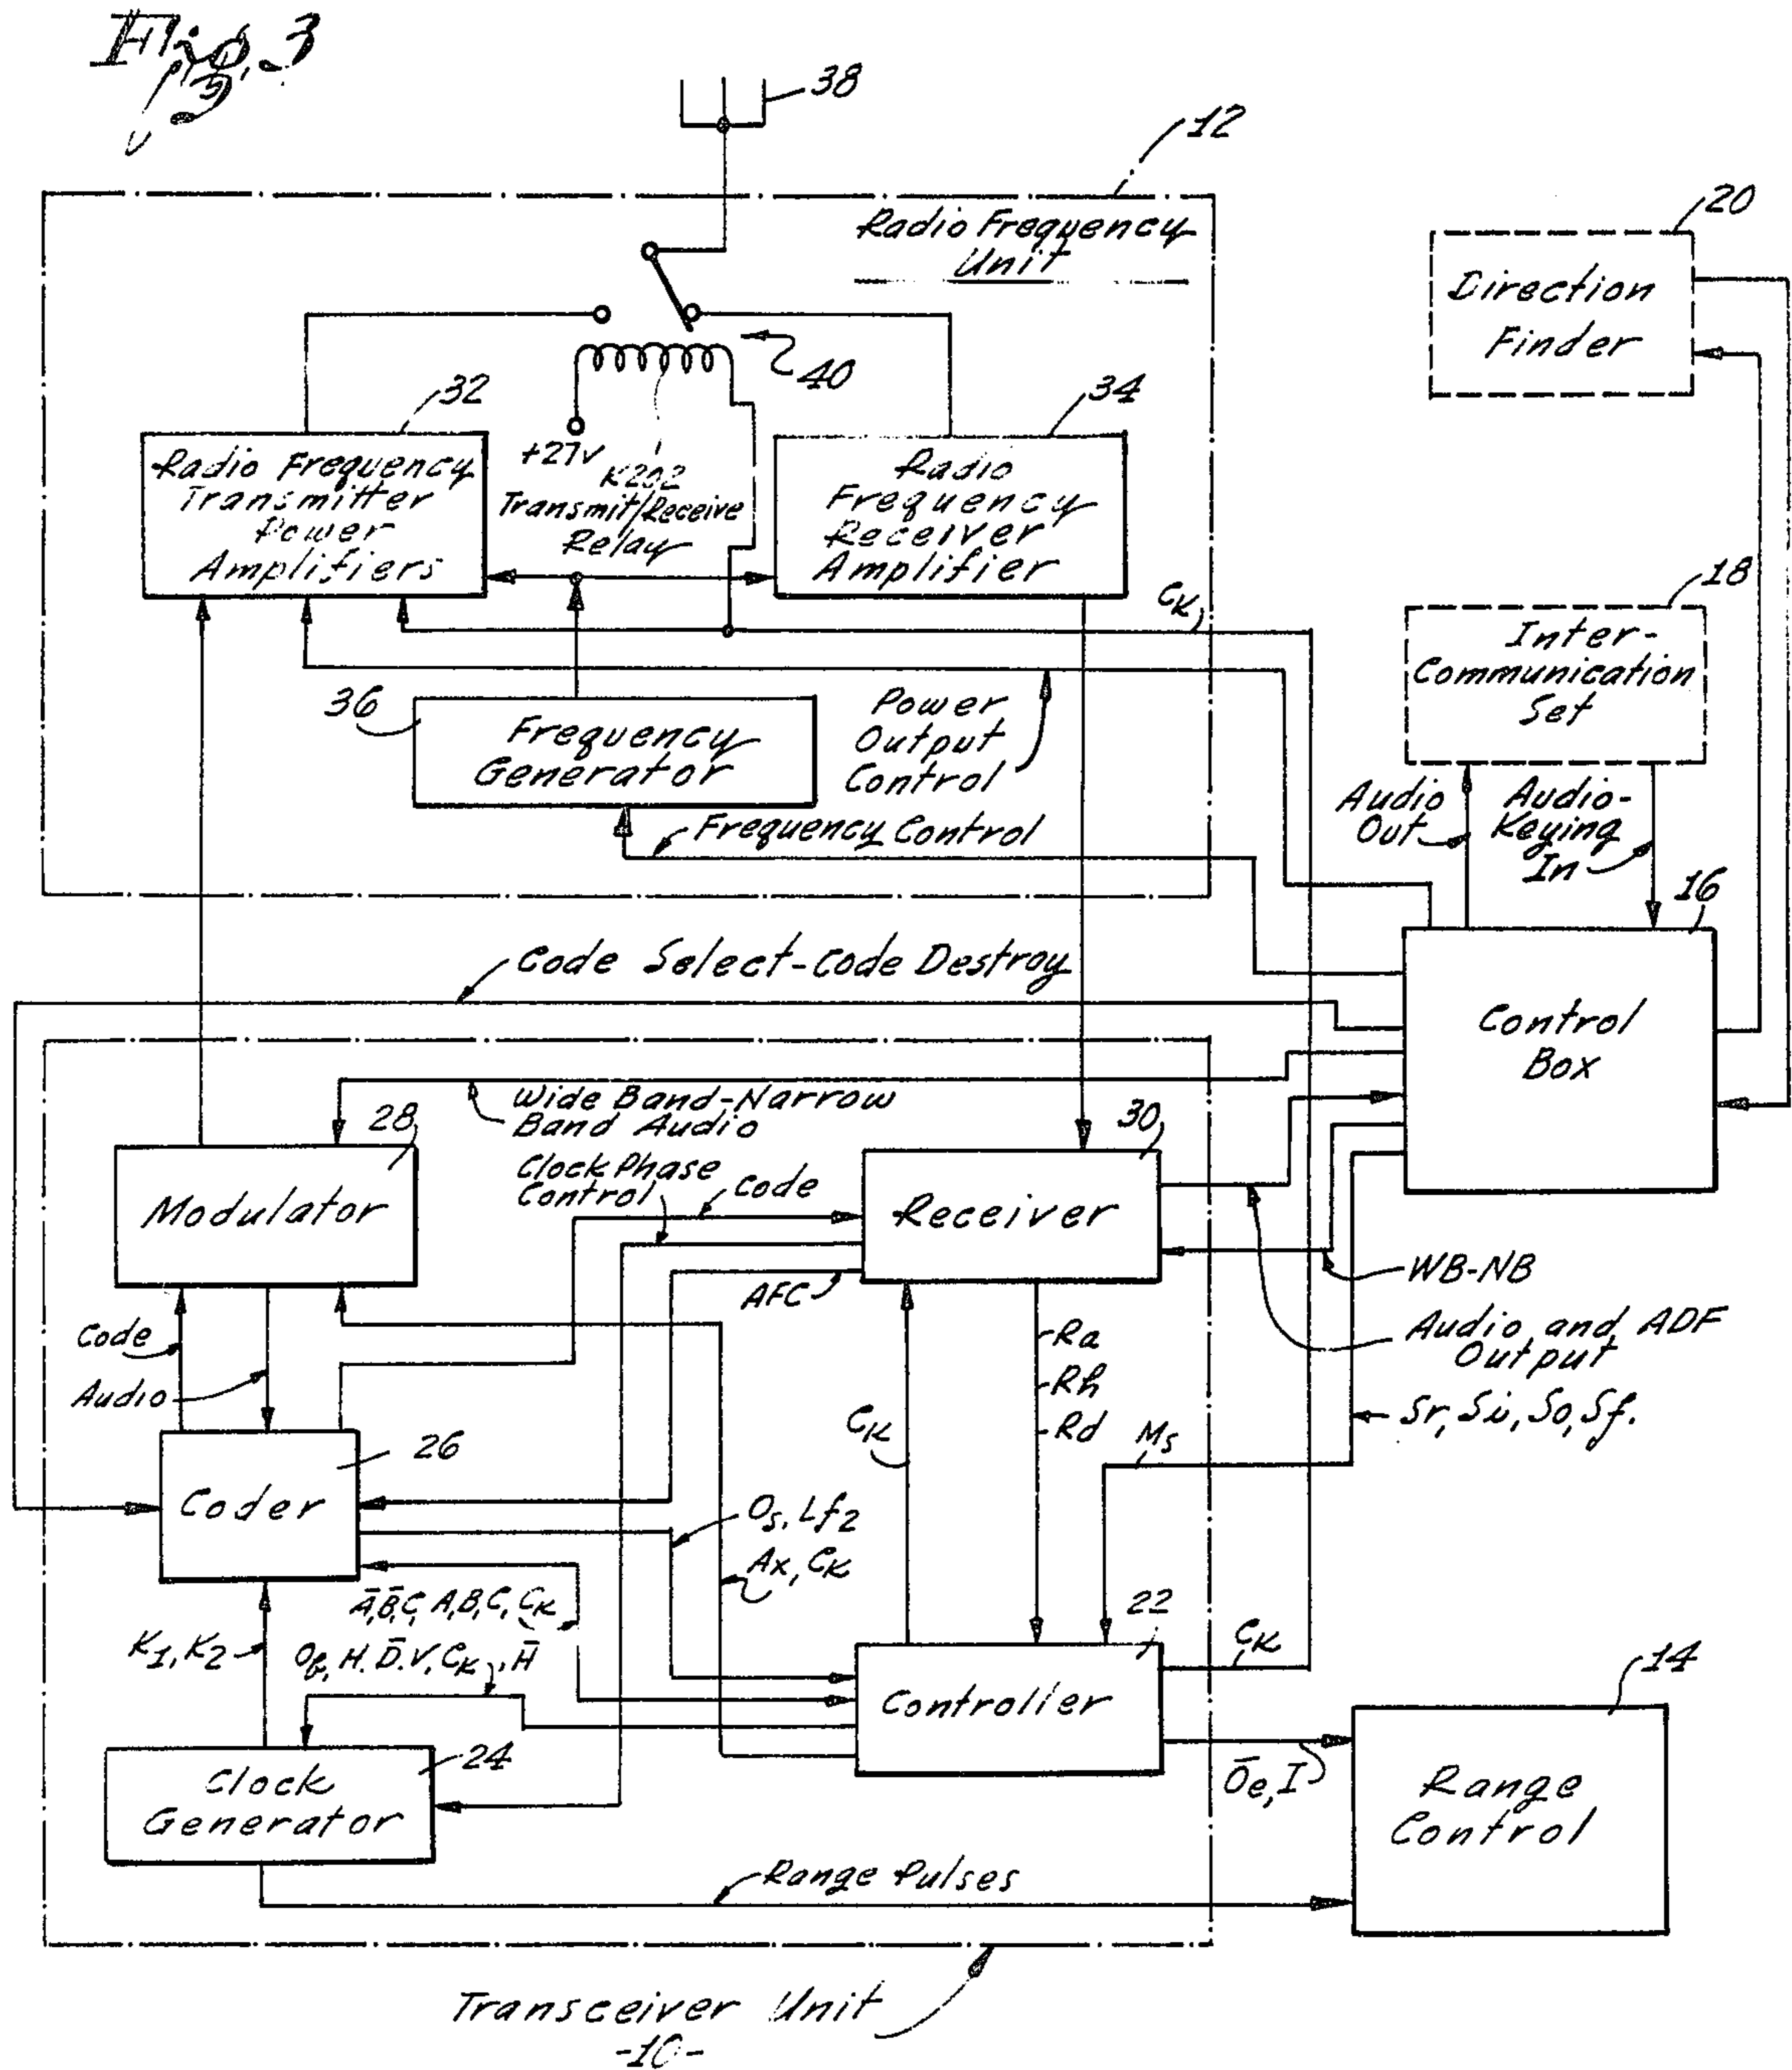 Fig. 3
38
12
Radio Frequency
Unit
20
Direction
Finder
40
32
34
+27v
K202
Transmit/Receive
Relay
Radio Frequency
Transmitter
Power
Amplifiers
Radio
Frequency
Receiver
Amplifier
CK
18
Inter-
Communication
Set
36
Frequency
Generator
Power
Output
Control
Frequency Control
Audio
Out
Audio-
Keying
In
16
Code Select-Code Destroy
Control
Box
Wide Band-Narrow
Band Audio
28
Modulator
Clock Phase
Control
Code
30
Receiver
AFC
WB-NB
Code
Audio
Ra
Rh
Rd
Audio and ADF
Output
CK
Ms
Sr, Si, So, Sf.
26
Coder
Os, Lf2
Ax, CK
A̅, B̅, C, A, B, C, CK
K1, K2
H. D̅. V, CK, H̅
22
CK
Controller
14
24
Clock
Generator
O̅e, I
Range
Control
Range Pulses
Transceiver Unit
-10-